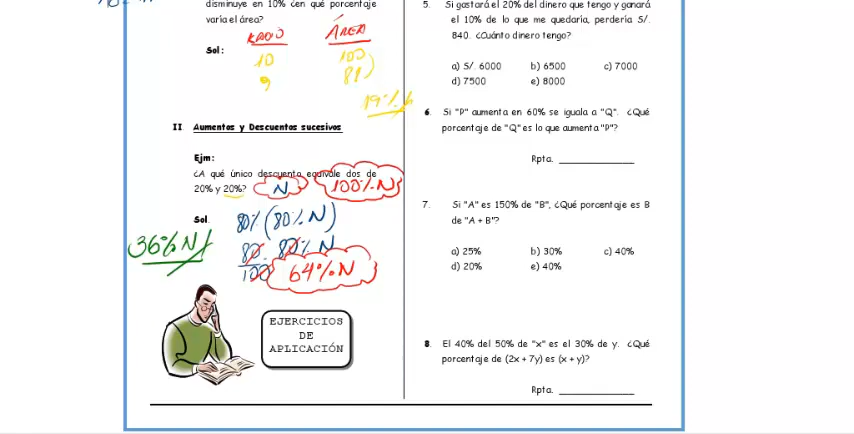 disminuye en 10% ¿en qué porcentaje
varía el área?
RADIO ÁREA
Sol:
10 100
9 81
19%
II. Aumentos y Descuentos sucesivos
Ejm:
¿A qué único descuento equivale dos de
20% y 20%?
N 100%N
Sol.
80% (80%N)
36%N
80. 80% N
100
64%N
EJERCICIOS
DE
APLICACIÓN
5. Si gastará el 20% del dinero que tengo y ganará
el 10% de lo que me quedaría, perdería S/.
840. ¿Cuánto dinero tengo?
a) S/. 6000 b) 6500 c) 7000
d) 7500 e) 8000
6. Si "P" aumenta en 60% se iguala a "Q". ¿Qué
porcentaje de "Q" es lo que aumenta "P"?
Rpta. ______________
7. Si "A" es 150% de "B", ¿Qué porcentaje es B
de "A + B"?
a) 25% b) 30% c) 40%
d) 20% e) 40%
8. El 40% del 50% de "x" es el 30% de y. ¿Qué
porcentaje de (2x + 7y) es (x + y)?
Rpta. ______________